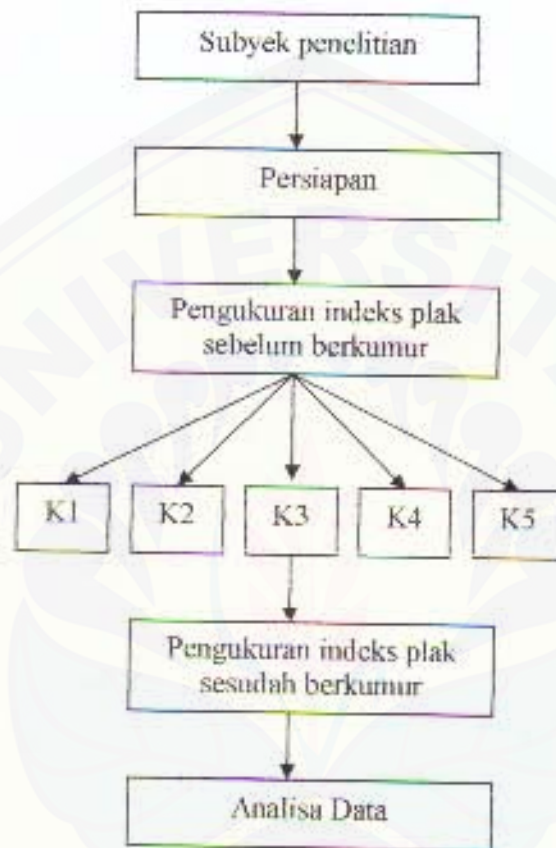 Subyek penelitian
Persiapan
Pengukuran indeks plak
sebelum berkumur
K1 K2 K3 K4 K5
Pengukuran indeks plak
sesudah berkumur
Analisa Data